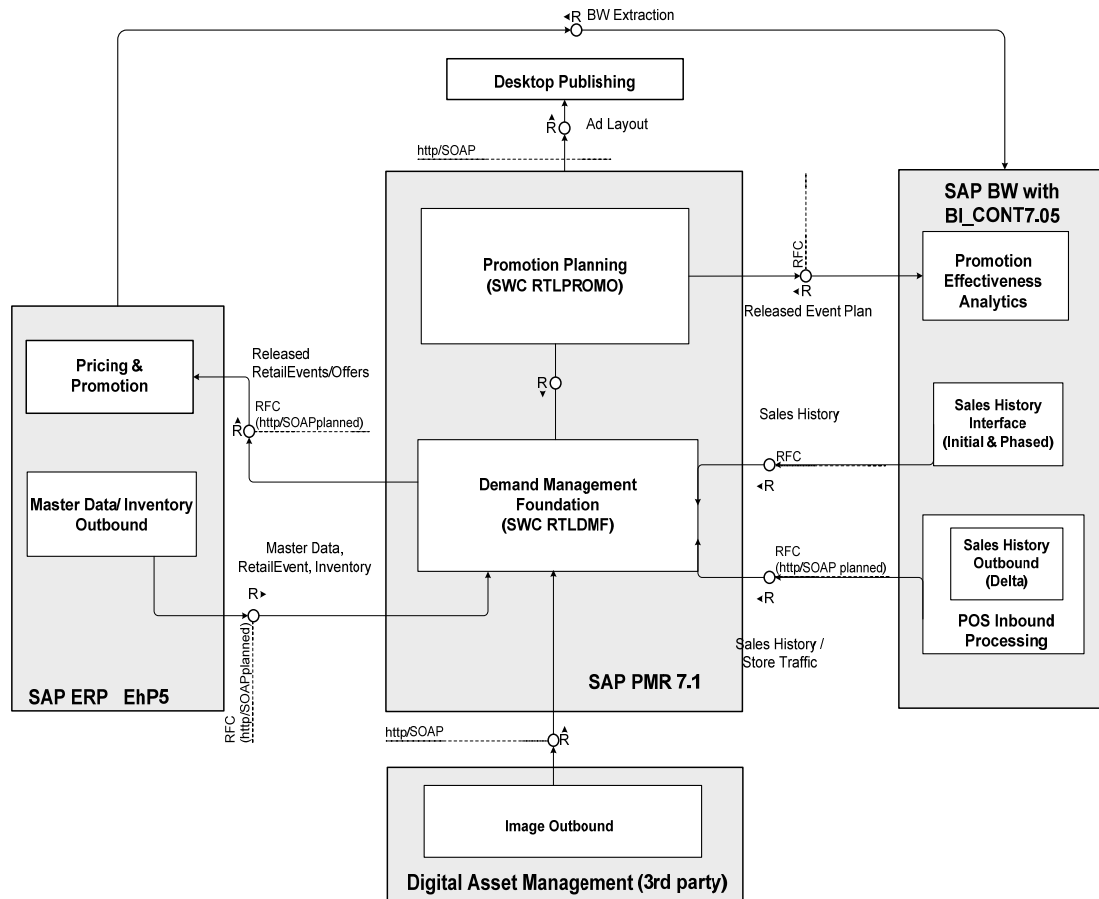 R BW Extraction
Desktop Publishing
R
Ad Layout
http/SOAP
SAP BW with
BI_CONT7.05
Promotion Planning
(SWC RTLPROMO)
RFC
R
Released Event Plan
Promotion
Effectiveness
Analytics
Pricing &
Promotion
Released
RetailEvents/Offers
RFC
(http/SOAPplanned)
R
R
Sales History
RFC
R
Sales History
Interface
(Initial & Phased)
Master Data/ Inventory
Outbound
Demand Management
Foundation
(SWC RTLDMF)
Master Data,
RetailEvent, Inventory
R
RFC
(http/SOAPplanned)
RFC
(http/SOAP planned)
R
Sales History /
Store Traffic
Sales History
Outbound
(Delta)
POS Inbound
Processing
SAP ERP EhP5
SAP PMR 7.1
http/SOAP
R
Image Outbound
Digital Asset Management (3rd party)